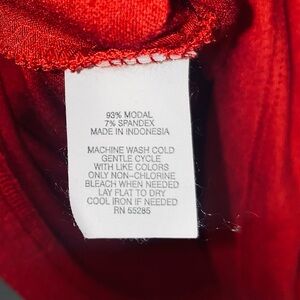 93% MODAL
7% SPANDEX
MADE IN INDONESIA
MACHINE WASH COLD
GENTLE CYCLE
WITH LIKE COLORS
ONLY NON-CHLORINE
BLEACH WHEN NEEDED
LAY FLAT TO DRY
COOL IRON IF NEEDED
RN 55285